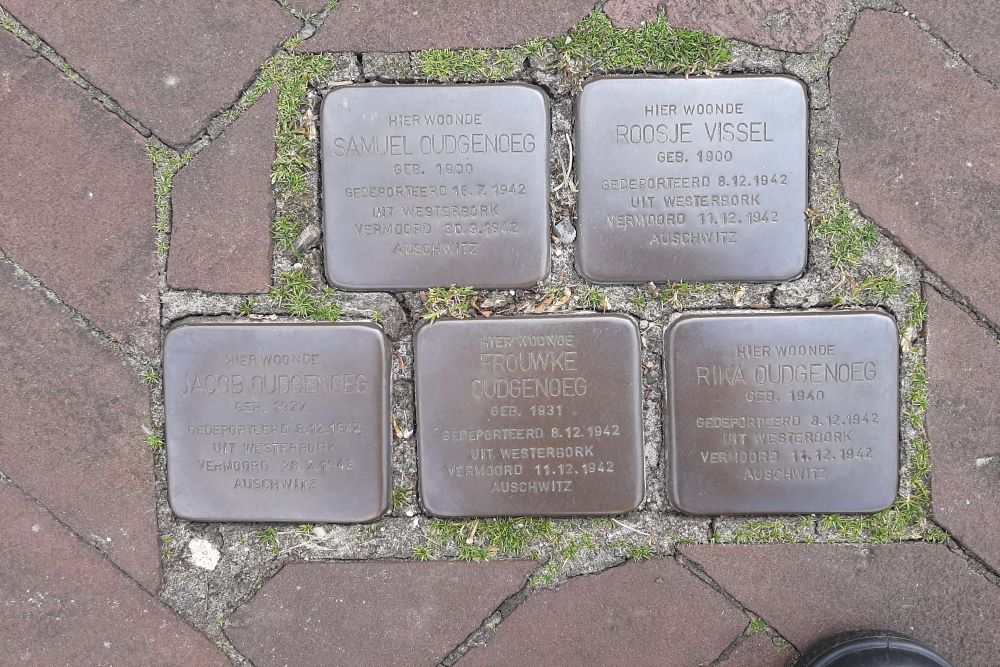 HIER WOONDE
SAMUEL OUDGENOEG
GEB. 1900
GEDEPORTEERD 16.7.1942
UIT WESTERBORK
VERMOORD 30.9.1942
AUSCHWITZ
HIER WOONDE
ROOSJE VISSEL
GEB. 1900
GEDEPORTEERD 8.12.1942
UIT WESTERBORK
VERMOORD 11.12.1942
AUSCHWITZ
HIER WOONDE
JACOB OUDGENOEG
GEB. 1927
GEDEPORTEERD 8.12.1942
UIT WESTERBORK
VERMOORD 28.2.1943
AUSCHWITZ
HIER WOONDE
FROUWKE
OUDGENOEG
GEB. 1931
GEDEPORTEERD 8.12.1942
UIT WESTERBORK
VERMOORD 11.12.1942
AUSCHWITZ
HIER WOONDE
RIKA OUDGENOEG
GEB. 1940
GEDEPORTEERD 8.12.1942
UIT WESTERBORK
VERMOORD 11.12.1942
AUSCHWITZ